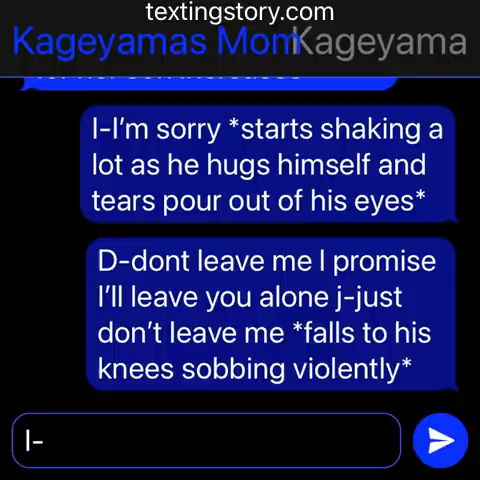 textingstory.com
Kageyamas Mom Kageyama
I-I’m sorry *starts shaking a
lot as he hugs himself and
tears pour out of his eyes*
D-dont leave me I promise
I’ll leave you alone j-just
don’t leave me *falls to his
knees sobbing violently*
I-